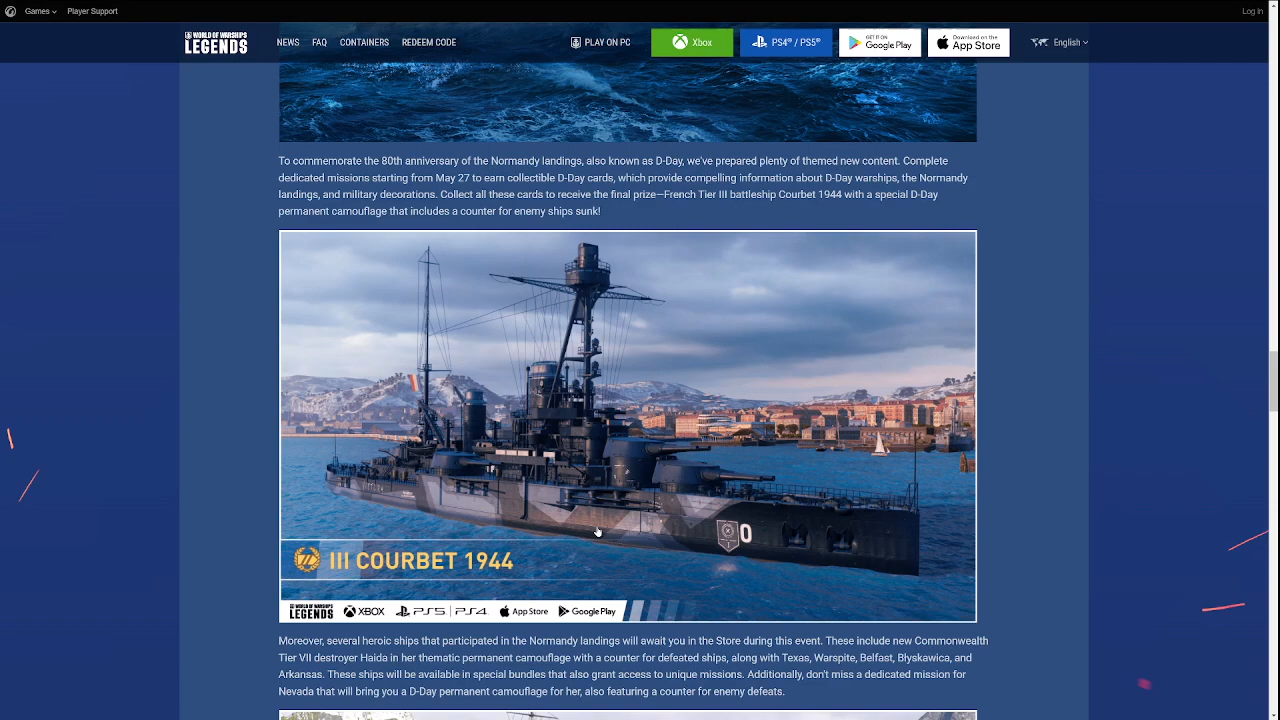 Games
Player Support
Log In
WORLD OF WARSHIPS
LEGENDS
NEWS
FAQ
CONTAINERS
REDEEM CODE
PLAY ON PC
Xbox
PS4® / PS5®
GET IT ON
Google Play
Download on the
App Store
English
To commemorate the 80th anniversary of the Normandy landings, also known as D-Day, we've prepared plenty of themed new content. Complete
dedicated missions starting from May 27 to earn collectible D-Day cards, which provide compelling information about D-Day warships, the Normandy
landings, and military decorations. Collect all these cards to receive the final prize—French Tier III battleship Courbet 1944 with a special D-Day
permanent camouflage that includes a counter for enemy ships sunk!
0
III COURBET 1944
WORLD OF WARSHIPS
LEGENDS
XBOX
PS5 | PS4
App Store
Google Play
Moreover, several heroic ships that participated in the Normandy landings will await you in the Store during this event. These include new Commonwealth
Tier VII destroyer Haida in her thematic permanent camouflage with a counter for defeated ships, along with Texas, Warspite, Belfast, Blyskawica, and
Arkansas. These ships will be available in special bundles that also grant access to unique missions. Additionally, don't miss a dedicated mission for
Nevada that will bring you a D-Day permanent camouflage for her, also featuring a counter for enemy defeats.